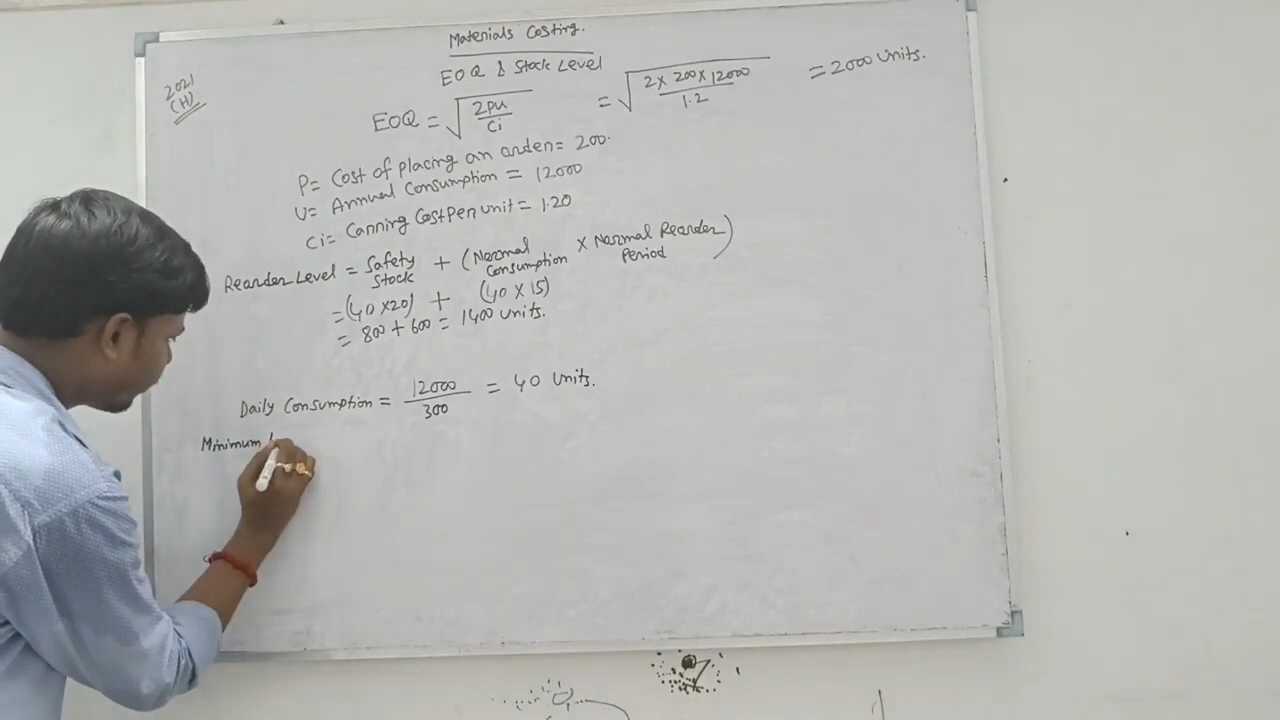 Materials Costing.
EOQ & Stock Level
2021
(H)
EOQ = √(2PU / Ci) = √(2 x 200 x 12000 / 1.2) = 2000 Units.
P = Cost of placing an order = 200.
U = Annual Consumption = 12000
Ci = Carrying Cost Per unit = 1.20
Reorder Level = Safety Stock + (Normal Consumption x Normal Reorder Period)
= (40 x 20) + (40 x 15)
= 800 + 600 = 1400 units.
Daily Consumption = 12000 / 300 = 40 units.
Minimum